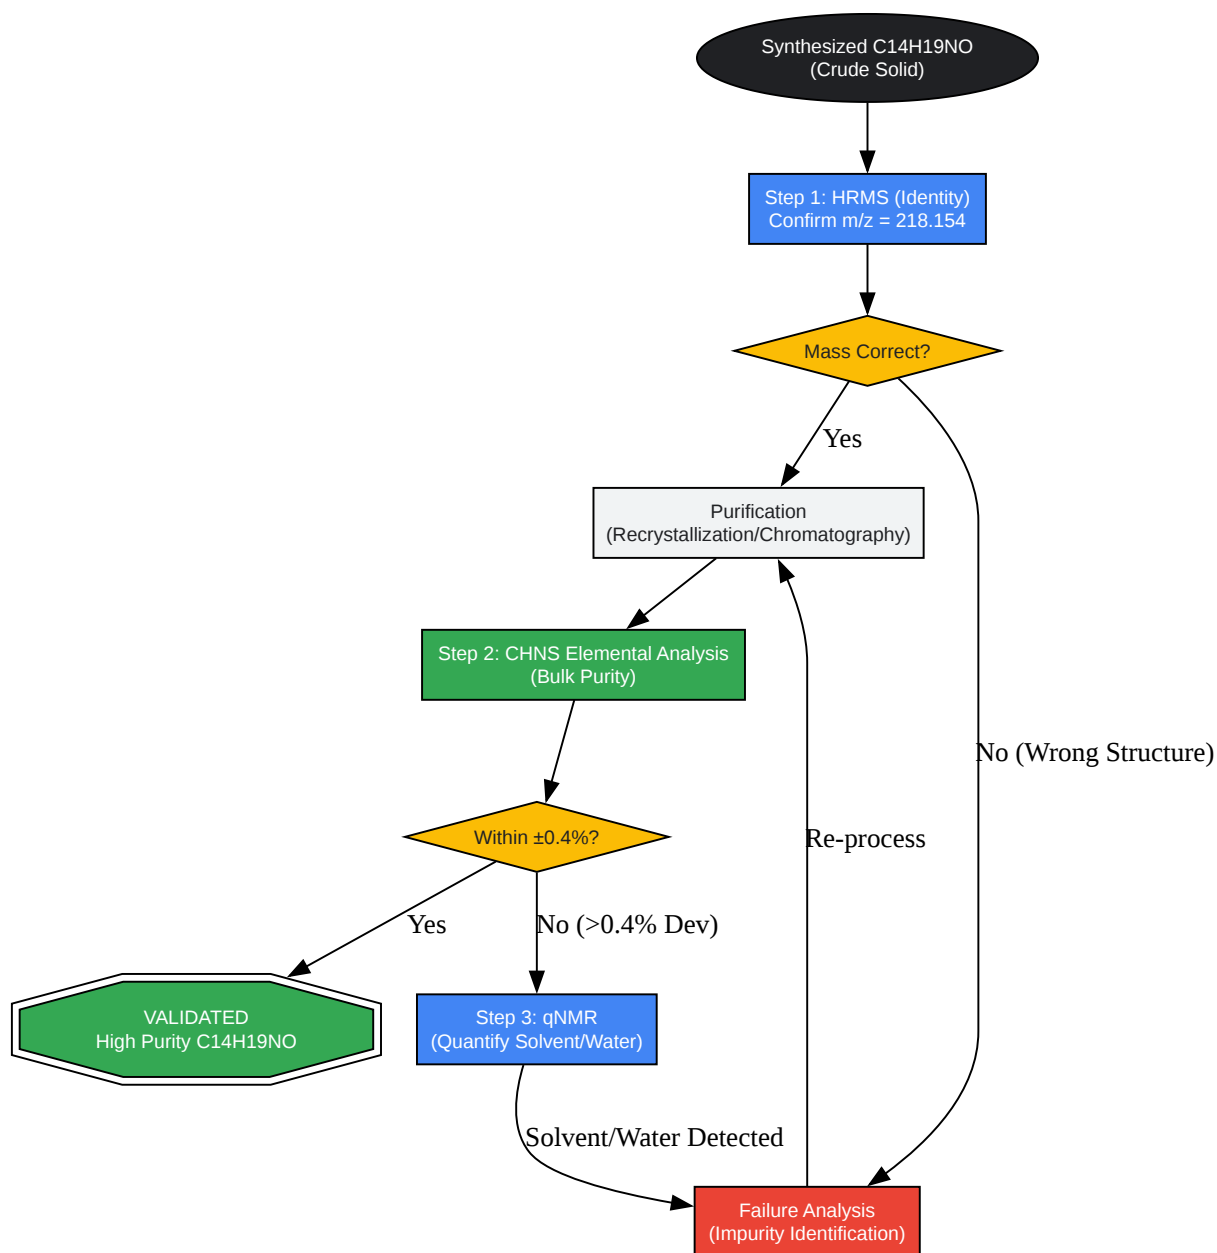 Synthesized C14H19NO
(Crude Solid)
Step 1: HRMS (Identity)
Confirm m/z = 218.154
Mass Correct?
Yes
Purification
(Recrystallization/Chromatography)
Step 2: CHNS Elemental Analysis
(Bulk Purity)
No (Wrong Structure)
Within ±0.4%?
Re-process
Yes
No (>0.4% Dev)
VALIDATED
High Purity C14H19NO
Step 3: qNMR
(Quantify Solvent/Water)
Solvent/Water Detected
Failure Analysis
(Impurity Identification)